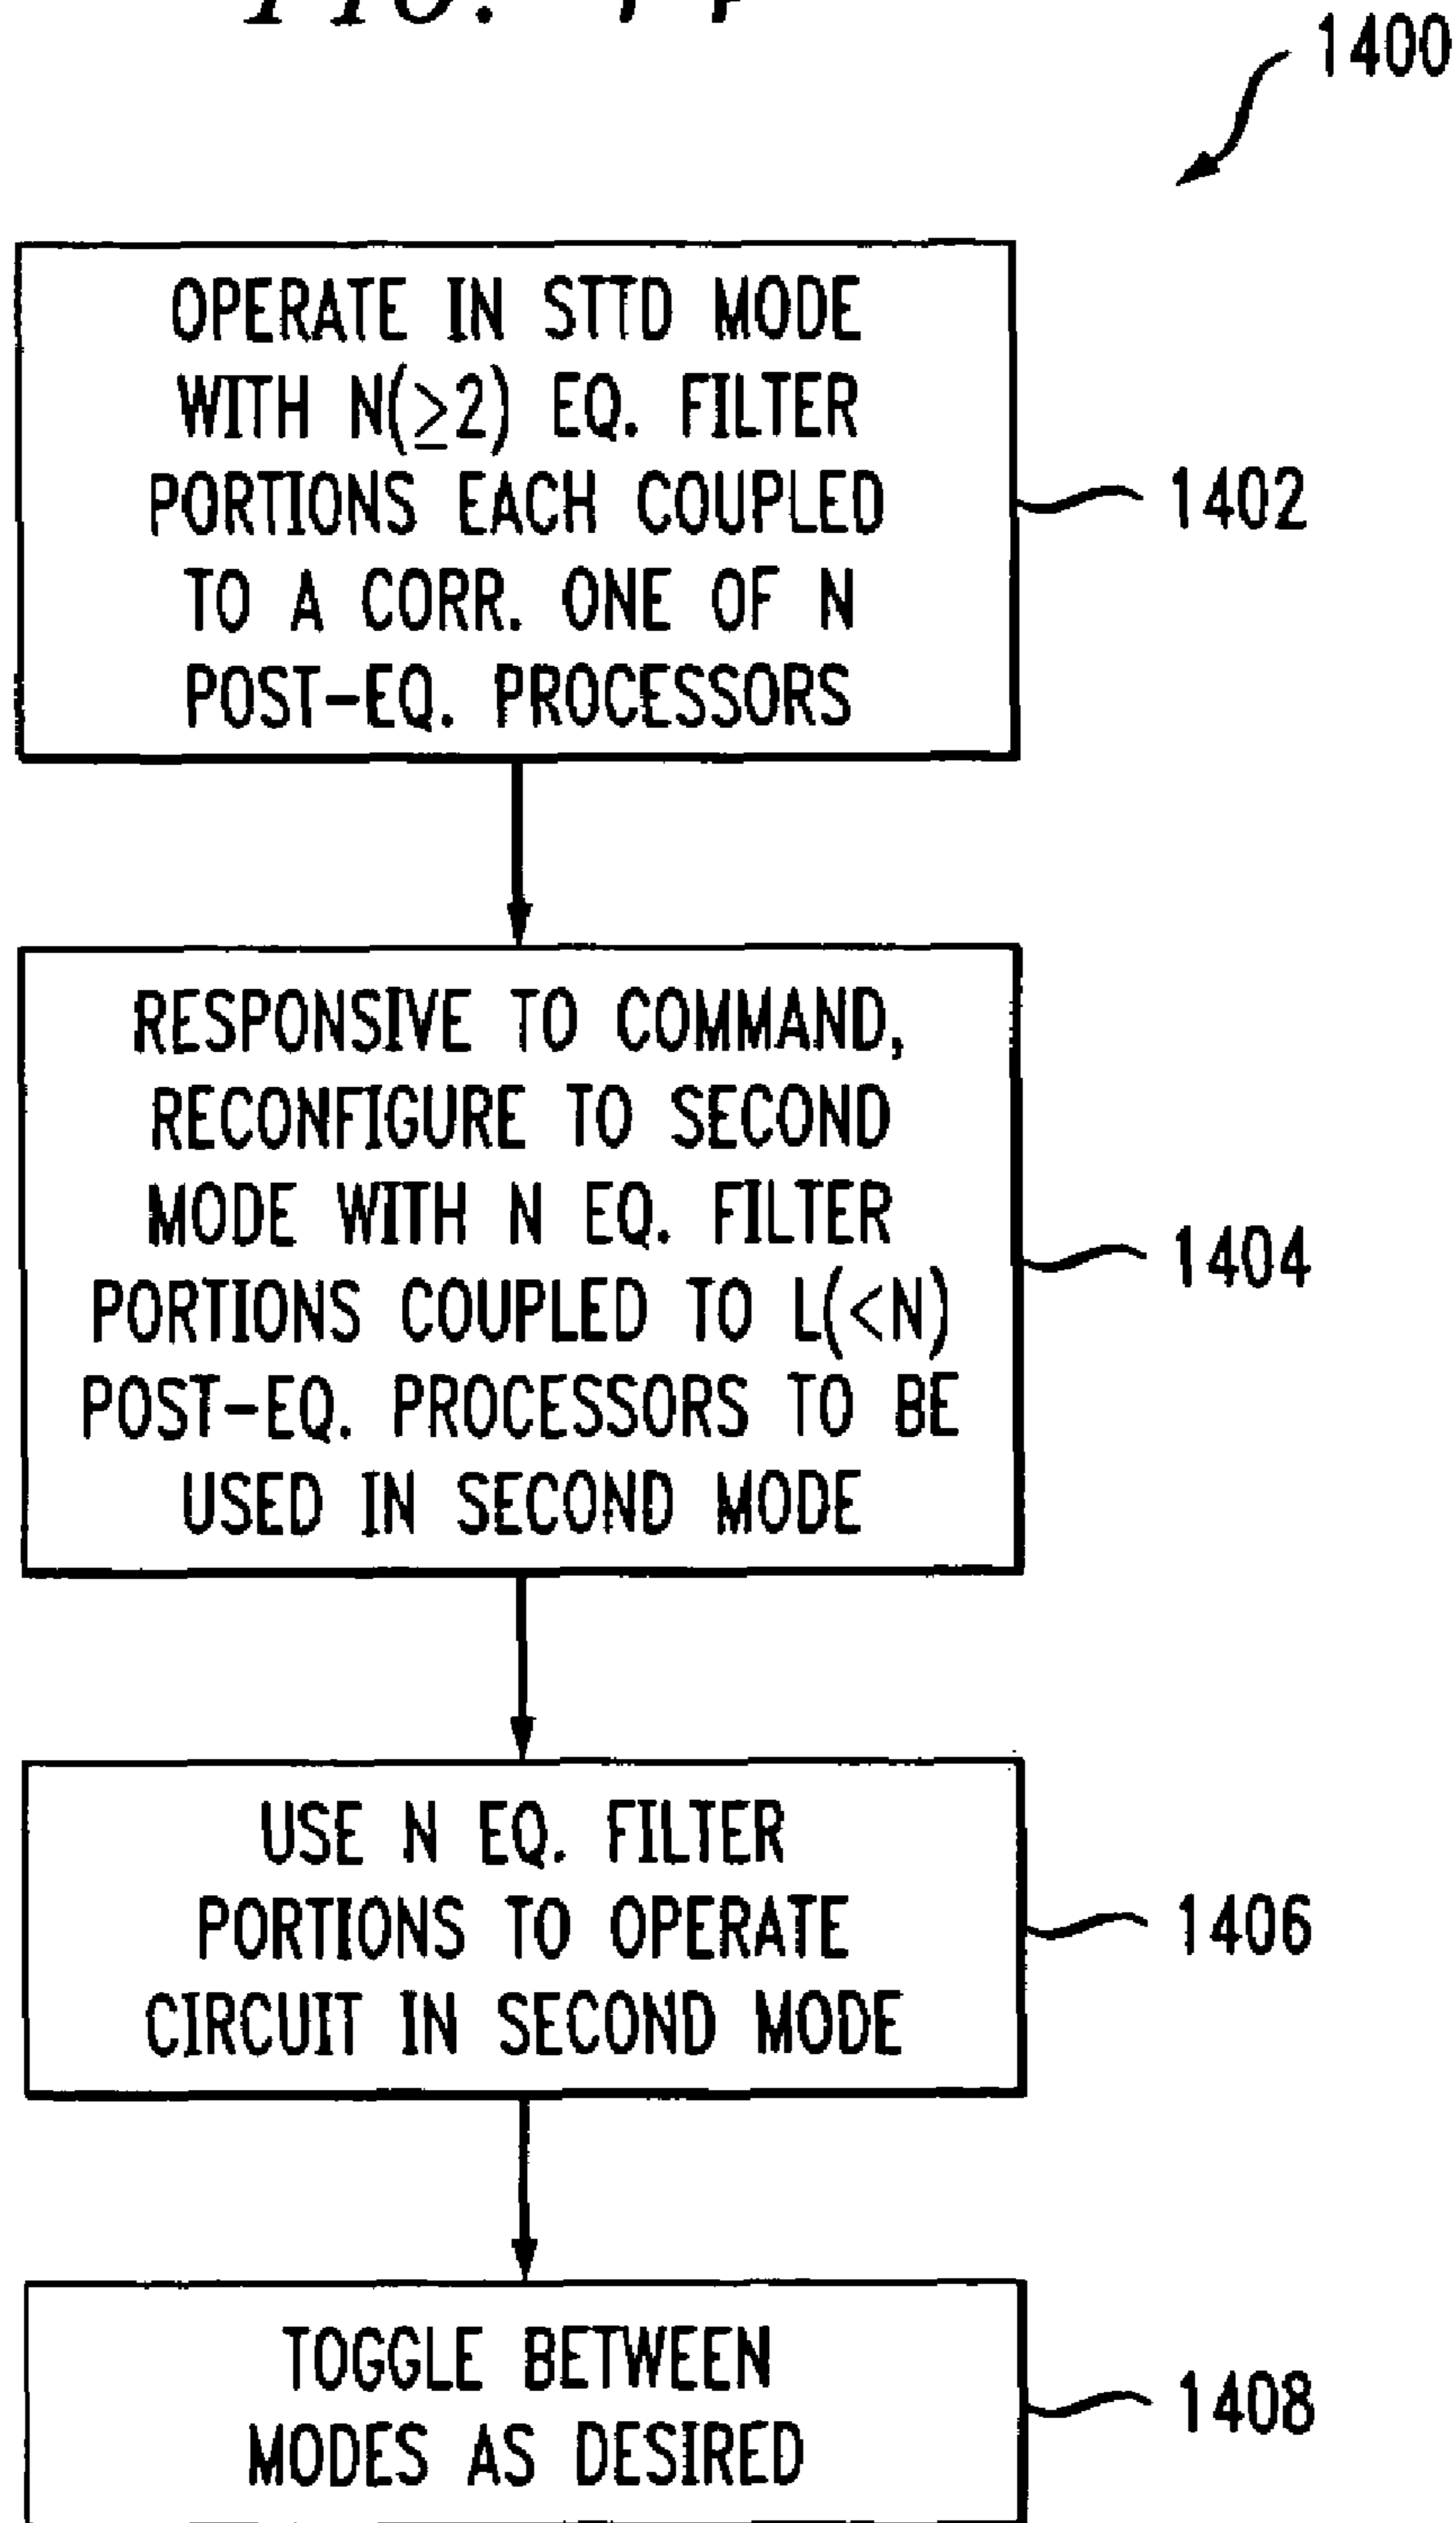 FIG. 14
1400
OPERATE IN STTD MODE
WITH N(≥2) EQ. FILTER
PORTIONS EACH COUPLED
TO A CORR. ONE OF N
POST-EQ. PROCESSORS
1402
RESPONSIVE TO COMMAND,
RECONFIGURE TO SECOND
MODE WITH N EQ. FILTER
PORTIONS COUPLED TO L(<N)
POST-EQ. PROCESSORS TO BE
USED IN SECOND MODE
1404
USE N EQ. FILTER
PORTIONS TO OPERATE
CIRCUIT IN SECOND MODE
1406
TOGGLE BETWEEN
MODES AS DESIRED
1408